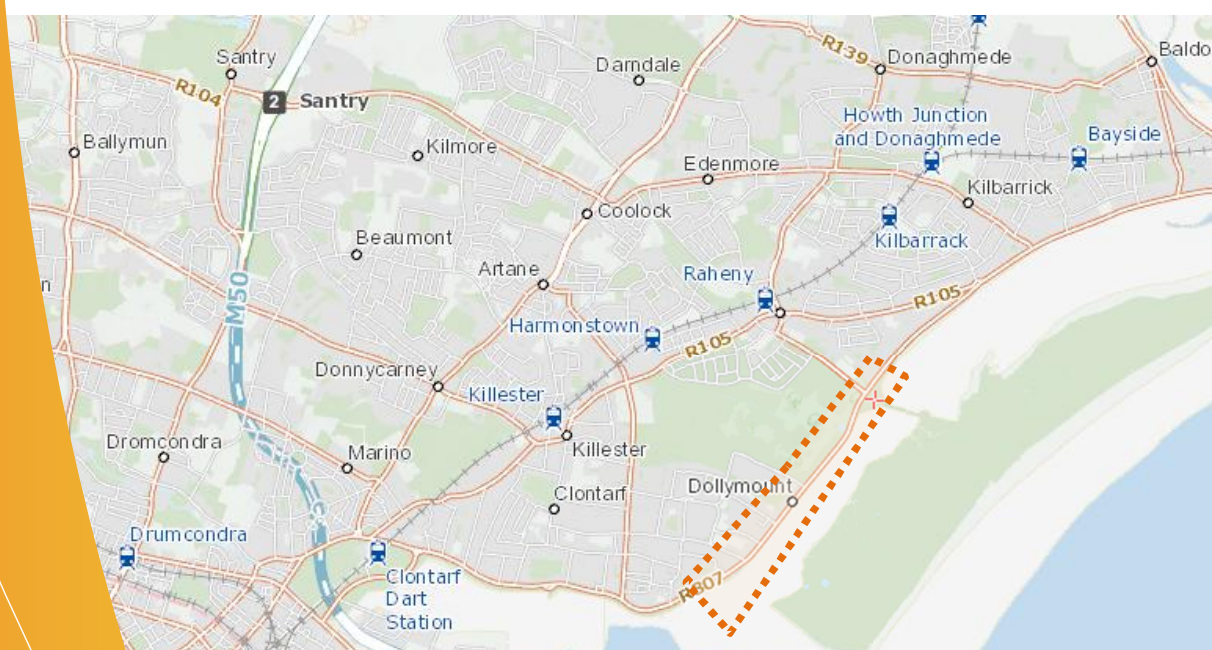 Santry
R104
2 Santry
Darndale
R139
Donaghmede
Baldo
Howth Junction
and Donaghmede
Bayside
Ballymun
Kilmore
Edenmore
Kilbarrick
Coolock
Kilbarrack
Beaumont
Artane
Raheny
M50
n
R105
Harmonstown
R105
Donnycarney
Killester
Dromcondra
Marino
Killester
Clontarf
Dollymount
Drumcondra
Clontarf
Dart
Station
R807